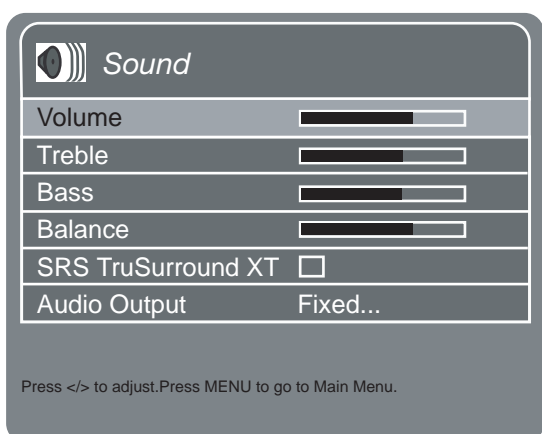 Sound
Volume
Treble
Bass
Balance
SRS TruSurround XT
Audio Output Fixed...
Press </> to adjust.Press MENU to go to Main Menu.